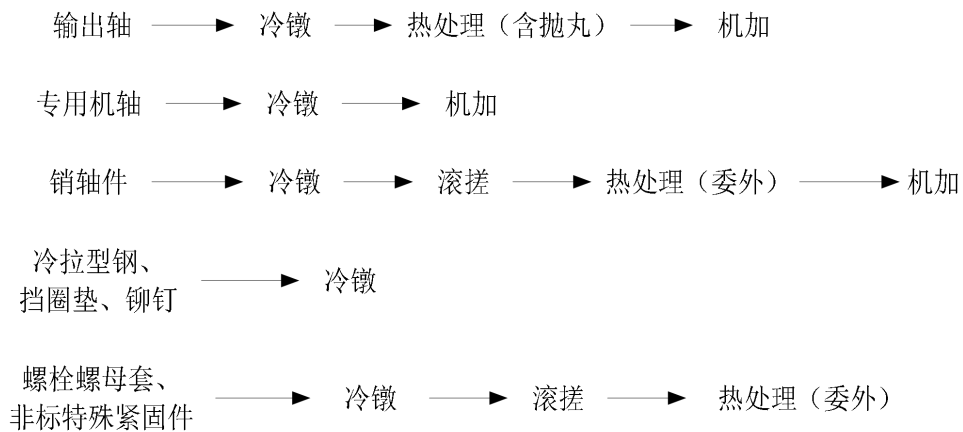 输出轴 冷镦 热处理（含抛丸） 机加
专用机轴 冷镦 机加
销轴件 冷镦 滚搓 热处理（委外） 机加
冷拉型钢、
挡圈垫、铆钉 冷镦
螺栓螺母套、
非标特殊紧固件 冷镦 滚搓 热处理（委外）